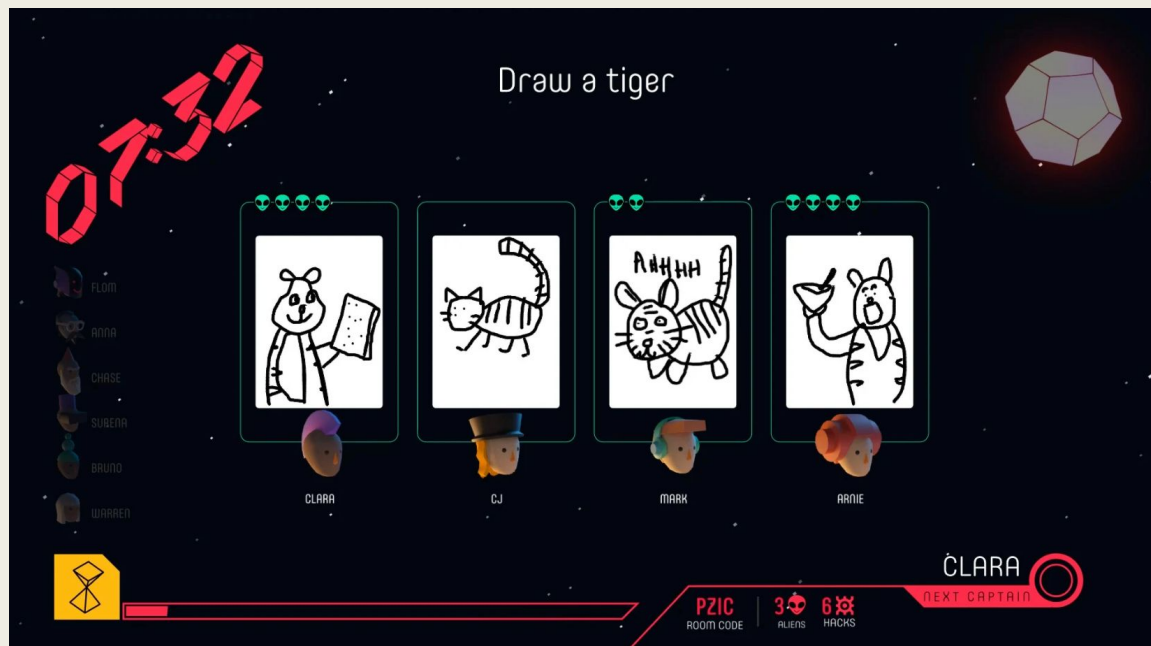 Draw a tiger
07:32
FLOM
ANNA
CHASE
SUBENA
BRUNO
WARREN
AHHHH
CLARA
CJ
MARK
ARNIE
CLARA
NEXT CAPTAIN
PZIC
ROOM CODE
3
ALIENS
6
HACKS